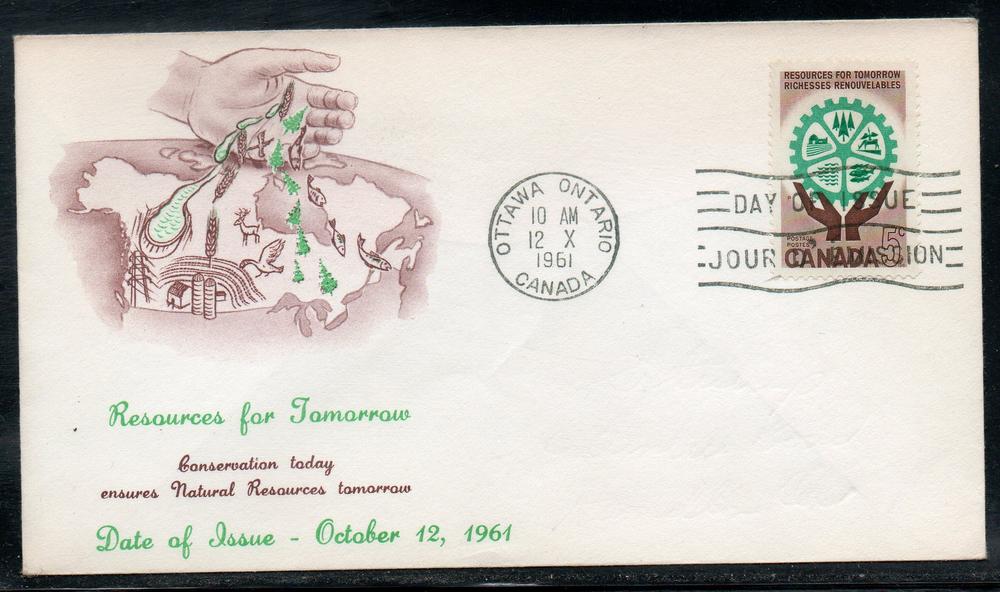 RESOURCES FOR TOMORROW
RICHESSES RENOUVELABLES
OTTAWA ONTARIO
10 AM
12 X
1961
CANADA
DAY OF ISSUE
JOUR D'EMISSION
POSTAGE
POSTES
CANADA 5c
Resources for Tomorrow
Conservation today
ensures Natural Resources tomorrow
Date of Issue - October 12, 1961